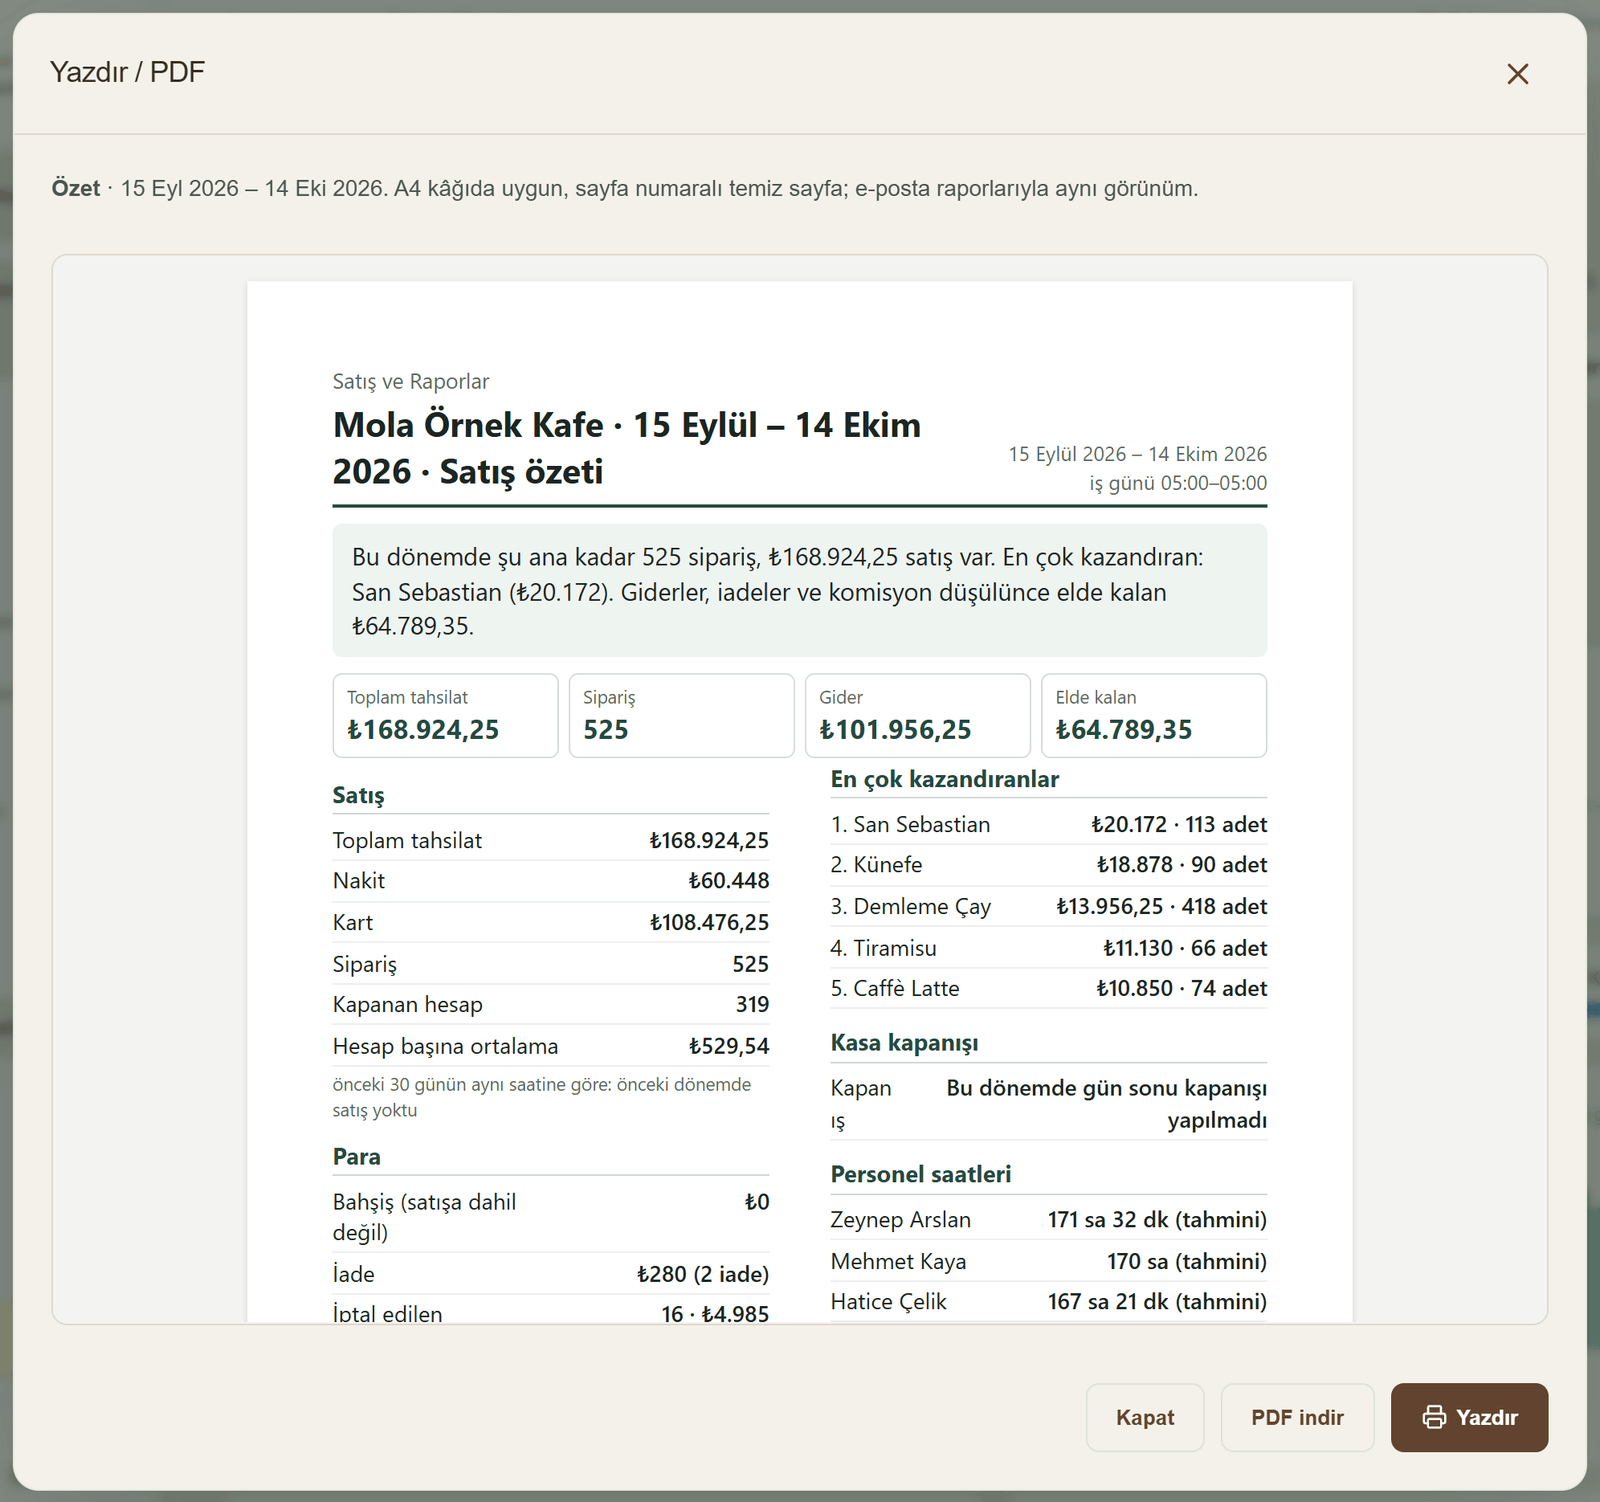 Yazdır / PDF
Özet · 15 Eyl 2026 – 14 Eki 2026. A4 kâğıda uygun, sayfa numaralı temiz sayfa; e-posta raporlarıyla aynı görünüm.
Satış ve Raporlar
Mola Örnek Kafe · 15 Eylül – 14 Ekim
2026 · Satış özeti
15 Eylül 2026 – 14 Ekim 2026
iş günü 05:00–05:00
Bu dönemde şu ana kadar 525 sipariş, ₺168.924,25 satış var. En çok kazandıran:
San Sebastian (₺20.172). Giderler, iadeler ve komisyon düşülünce elde kalan
₺64.789,35.
Toplam tahsilat
₺168.924,25
Sipariş
525
Gider
₺101.956,25
Elde kalan
₺64.789,35
Satış
Toplam tahsilat ₺168.924,25
Nakit ₺60.448
Kart ₺108.476,25
Sipariş 525
Kapanan hesap 319
Hesap başına ortalama ₺529,54
önceki 30 günün aynı saatine göre: önceki dönemde
satış yoktu
Para
Bahşiş (satışa dahil ₺0
değil)
İade ₺280 (2 iade)
İptal edilen 16 · ₺4.985
En çok kazandıranlar
1. San Sebastian ₺20.172 · 113 adet
2. Künefe ₺18.878 · 90 adet
3. Demleme Çay ₺13.956,25 · 418 adet
4. Tiramisu ₺11.130 · 66 adet
5. Caffè Latte ₺10.850 · 74 adet
Kasa kapanışı
Kapan Bu dönemde gün sonu kapanışı
ış yapılmadı
Personel saatleri
Zeynep Arslan 171 sa 32 dk (tahmini)
Mehmet Kaya 170 sa (tahmini)
Hatice Çelik 167 sa 21 dk (tahmini)
Kapat
PDF indir
Yazdır